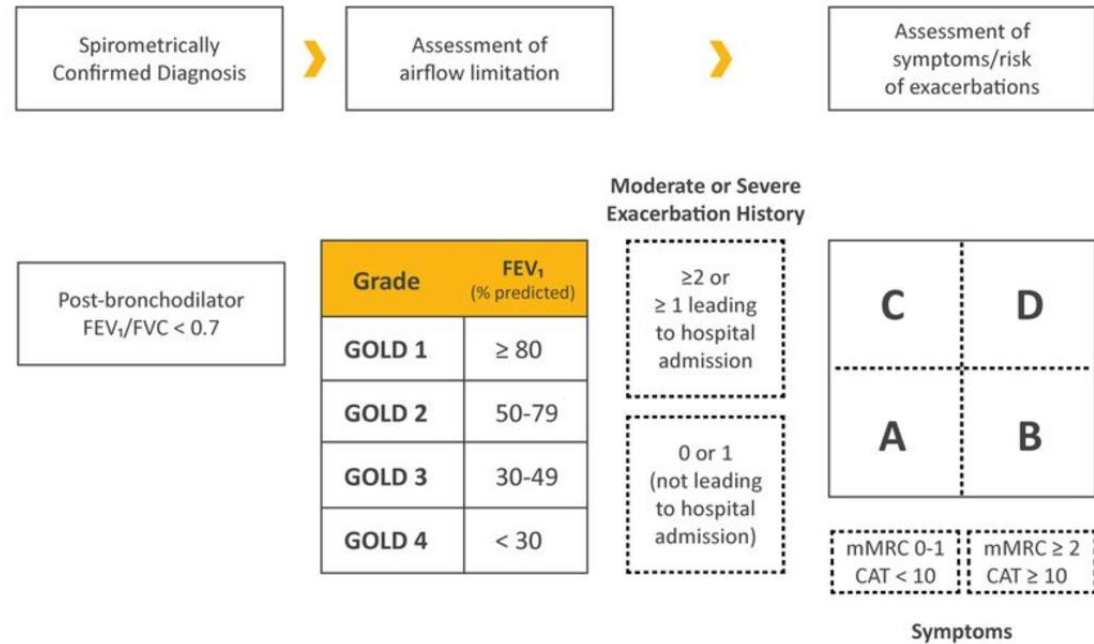 Spirometrically
Confirmed Diagnosis
Assessment of
airflow limitation
Assessment of
symptoms/risk
of exacerbations
Post-bronchodilator
FEV₁/FVC < 0.7
Grade
FEV₁
(% predicted)
GOLD 1
≥ 80
GOLD 2
50-79
GOLD 3
30-49
GOLD 4
< 30
Moderate or Severe
Exacerbation History
≥2 or
≥ 1 leading
to hospital
admission
0 or 1
(not leading
to hospital
admission)
C
D
A
B
mMRC 0-1
CAT < 10
mMRC ≥ 2
CAT ≥ 10
Symptoms